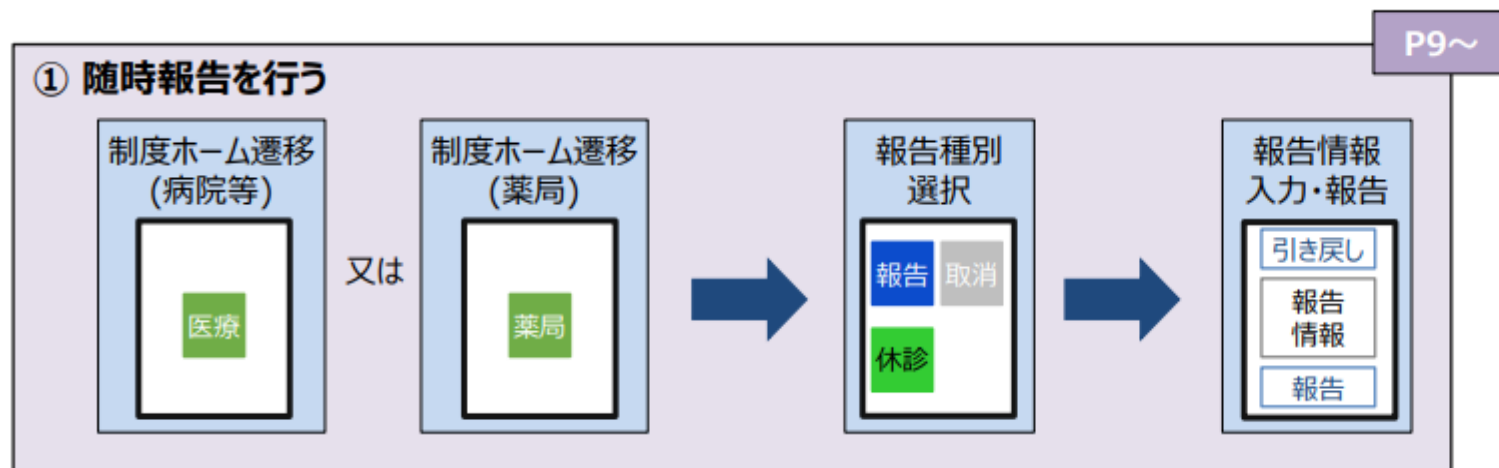 P9~
① 随時報告を行う
制度ホーム遷移
(病院等)
医療
又は
制度ホーム遷移
(薬局)
薬局
報告種別
選択
報告 取消
休診
報告情報
入力・報告
引き戻し
報告
情報
報告